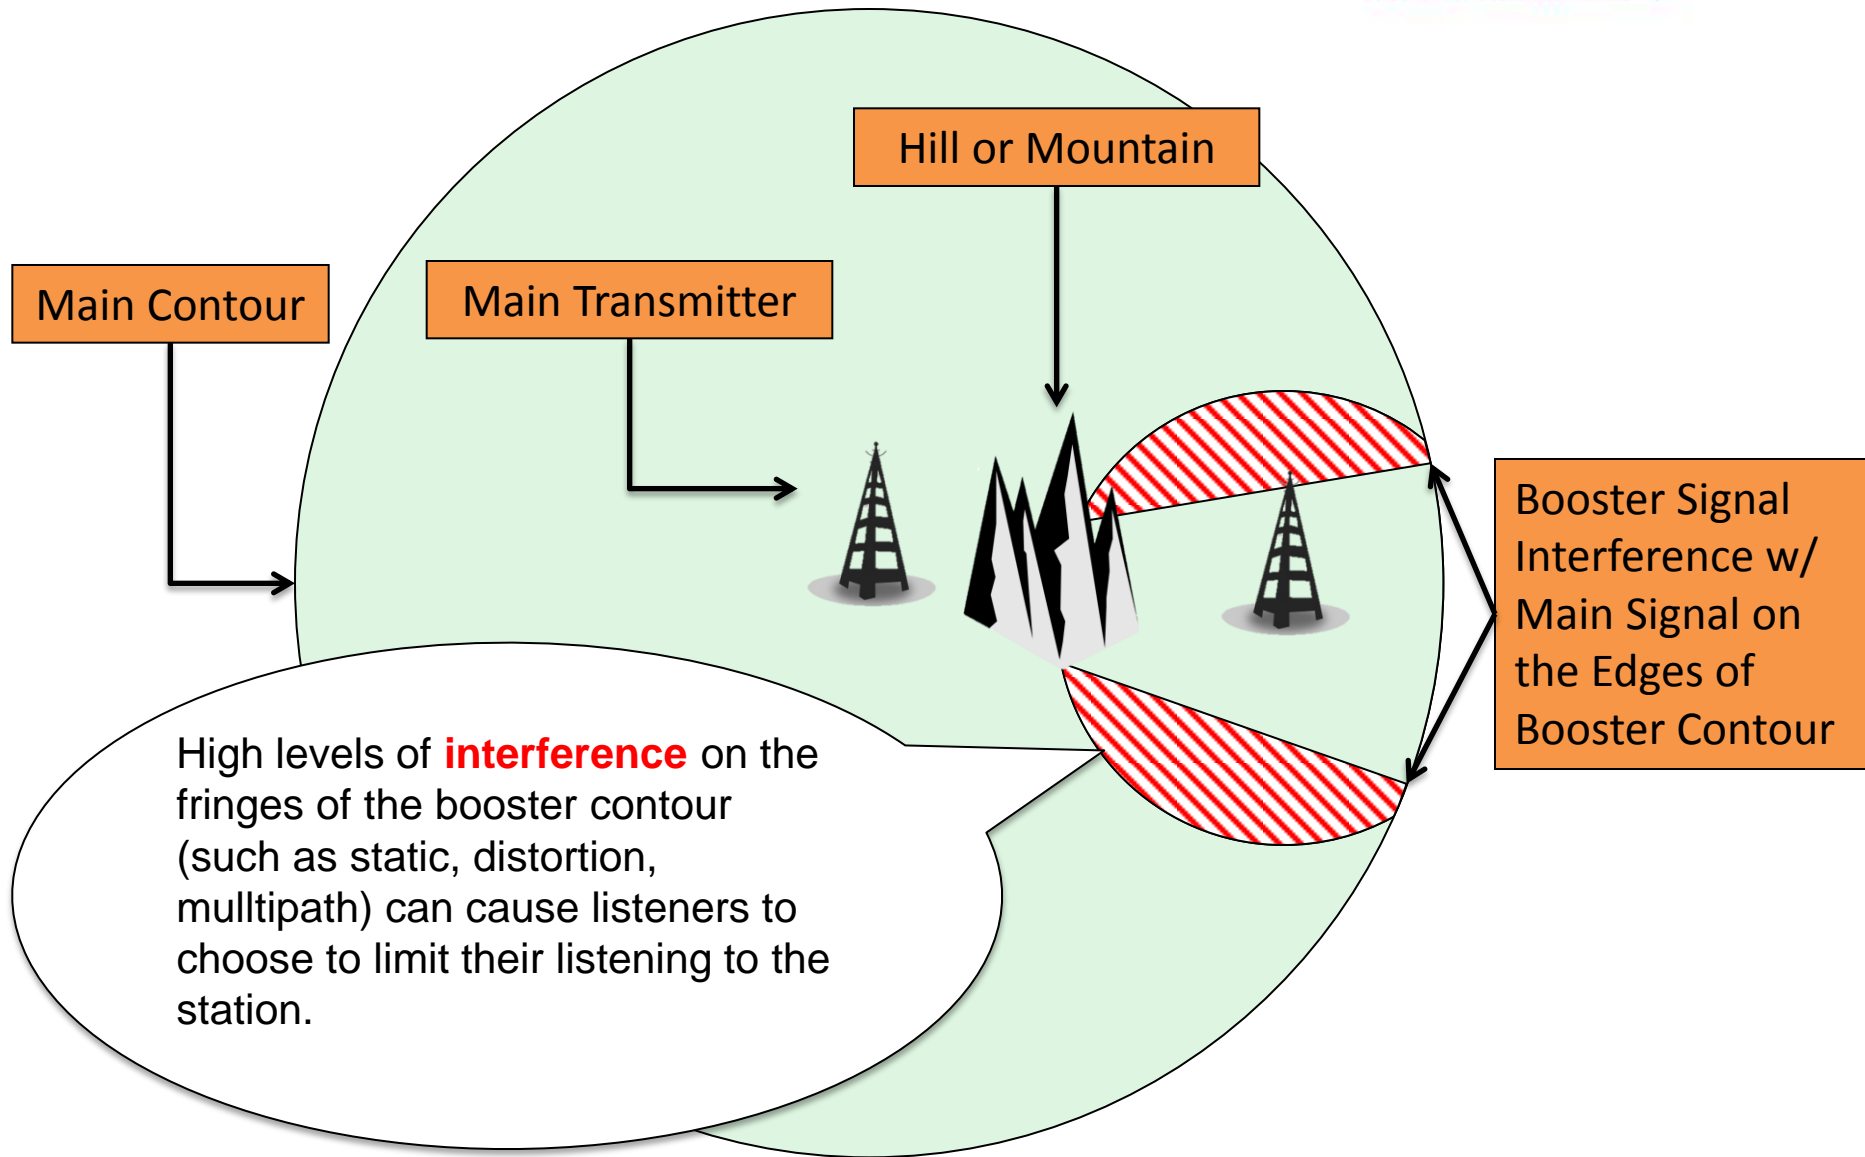 Hill or Mountain
Main Contour
Main Transmitter
Booster Signal
Interference w/
Main Signal on
the Edges of
Booster Contour
High levels of interference on the
fringes of the booster contour
(such as static, distortion,
mulltipath) can cause listeners to
choose to limit their listening to the
station.